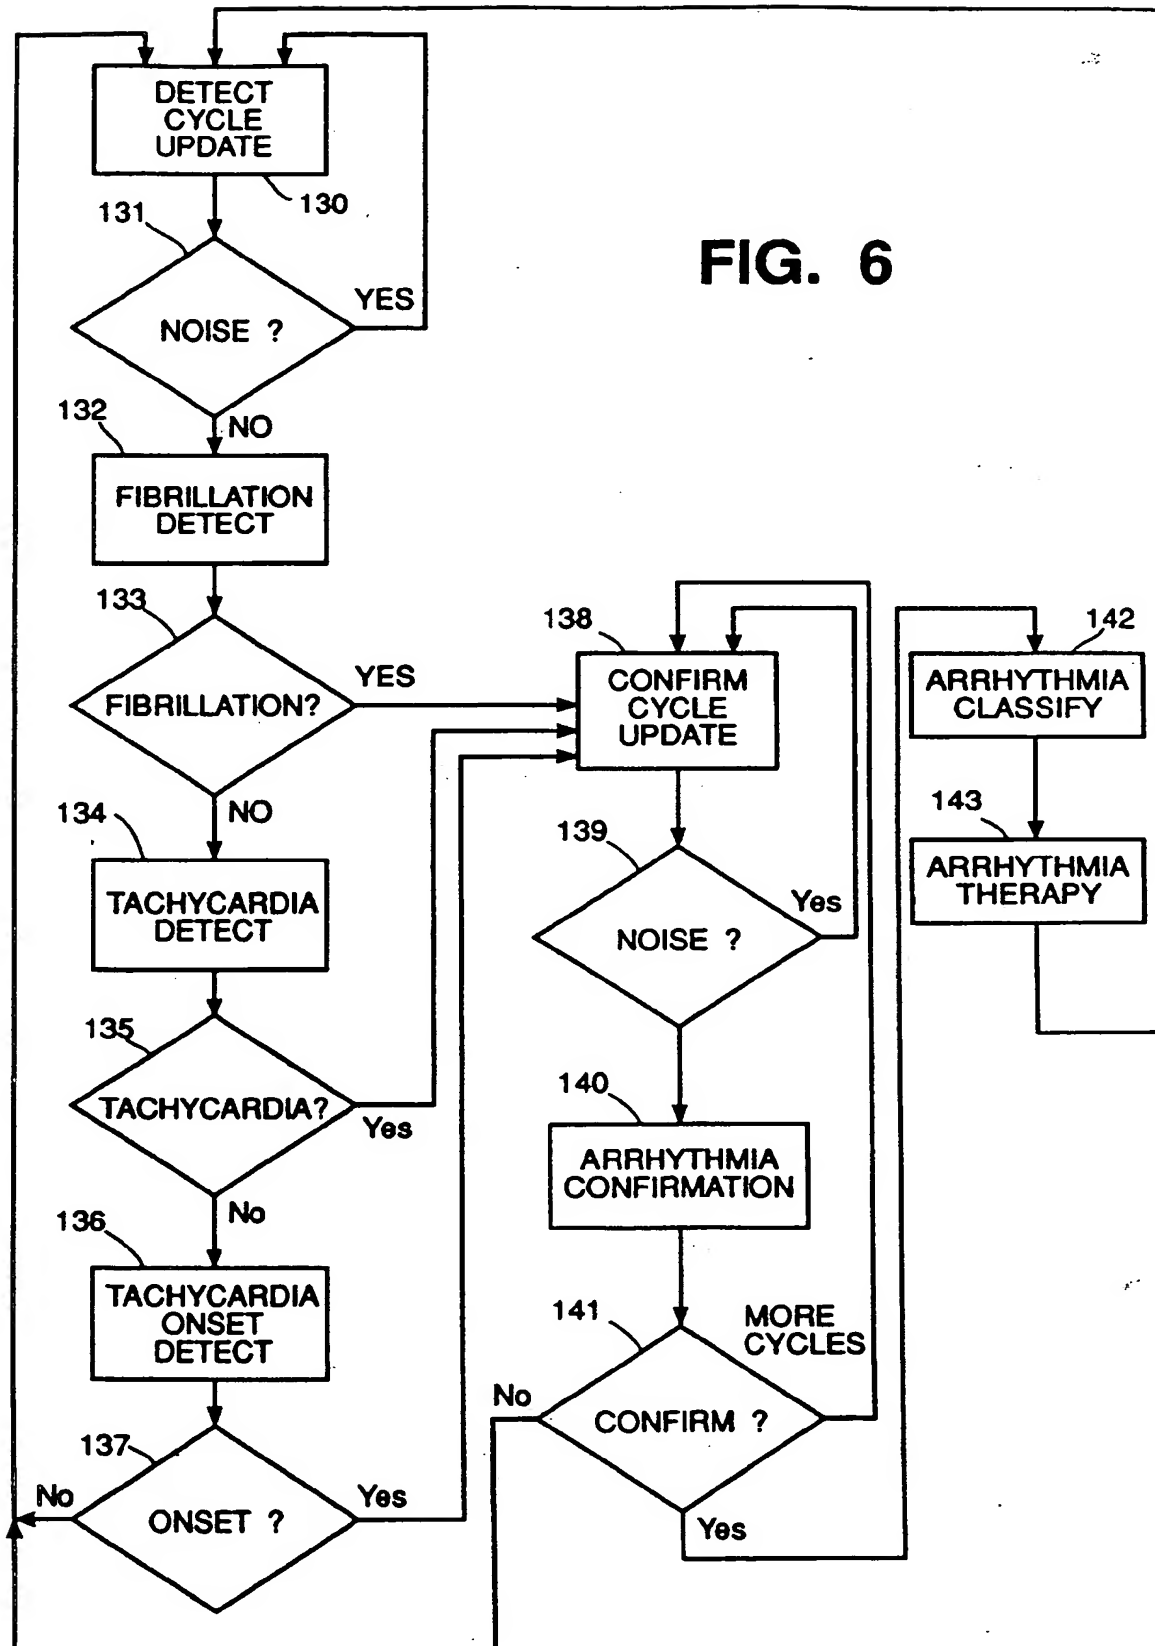 DETECT
CYCLE
UPDATE
130
131
FIG. 6
YES
NOISE ?
132
NO
FIBRILLATION
DETECT
133
138
142
YES
FIBRILLATION?
CONFIRM
CYCLE
UPDATE
ARRHYTHMIA
CLASSIFY
134
NO
139
143
TACHYCARDIA
DETECT
Yes
NOISE ?
ARRHYTHMIA
THERAPY
135
TACHYCARDIA?
Yes
140
ARRHYTHMIA
CONFIRMATION
136
No
TACHYCARDIA
ONSET
DETECT
141
MORE
CYCLES
No
CONFIRM ?
137
No
Yes
ONSET ?
Yes